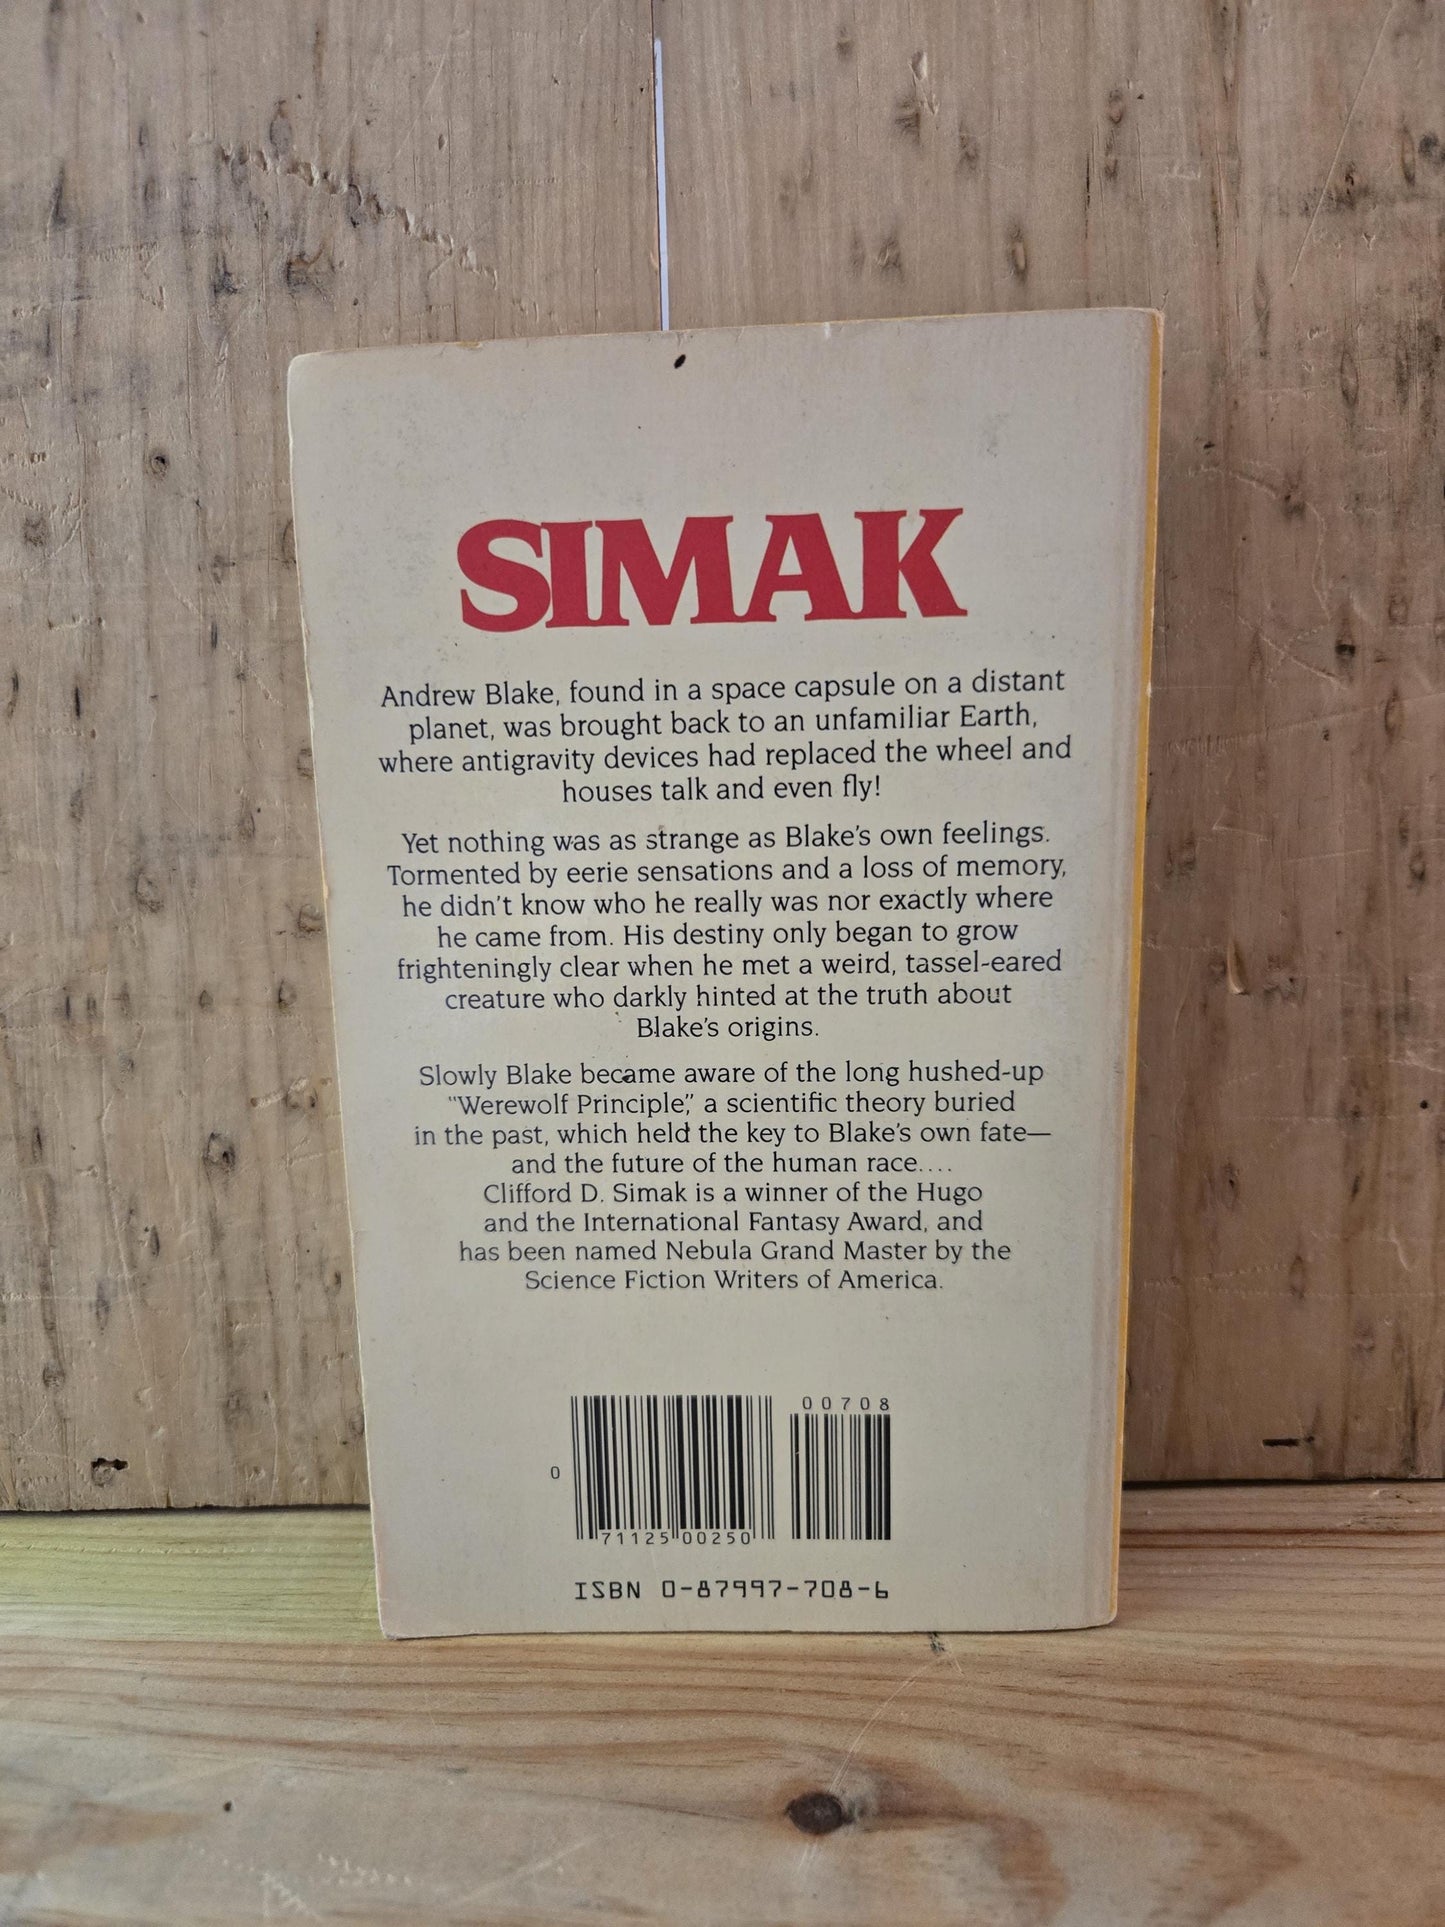 SIMAK
Andrew Blake, found in a space capsule on a distant
planet, was brought back to an unfamiliar Earth,
where antigravity devices had replaced the wheel and
houses talk and even fly!
Yet nothing was as strange as Blake's own feelings.
Tormented by eerie sensations and a loss of memory,
he didn't know who he really was nor exactly where
he came from. His destiny only began to grow
frighteningly clear when he met a weird, tassel-eared
creature who darkly hinted at the truth about
Blake's origins.
Slowly Blake became aware of the long hushed-up
"Werewolf Principle," a scientific theory buried
in the past, which held the key to Blake's own fate—
and the future of the human race....
Clifford D. Simak is a winner of the Hugo
and the International Fantasy Award, and
has been named Nebula Grand Master by the
Science Fiction Writers of America.
00708
0
71125 00250
ISBN 0-87997-708-6